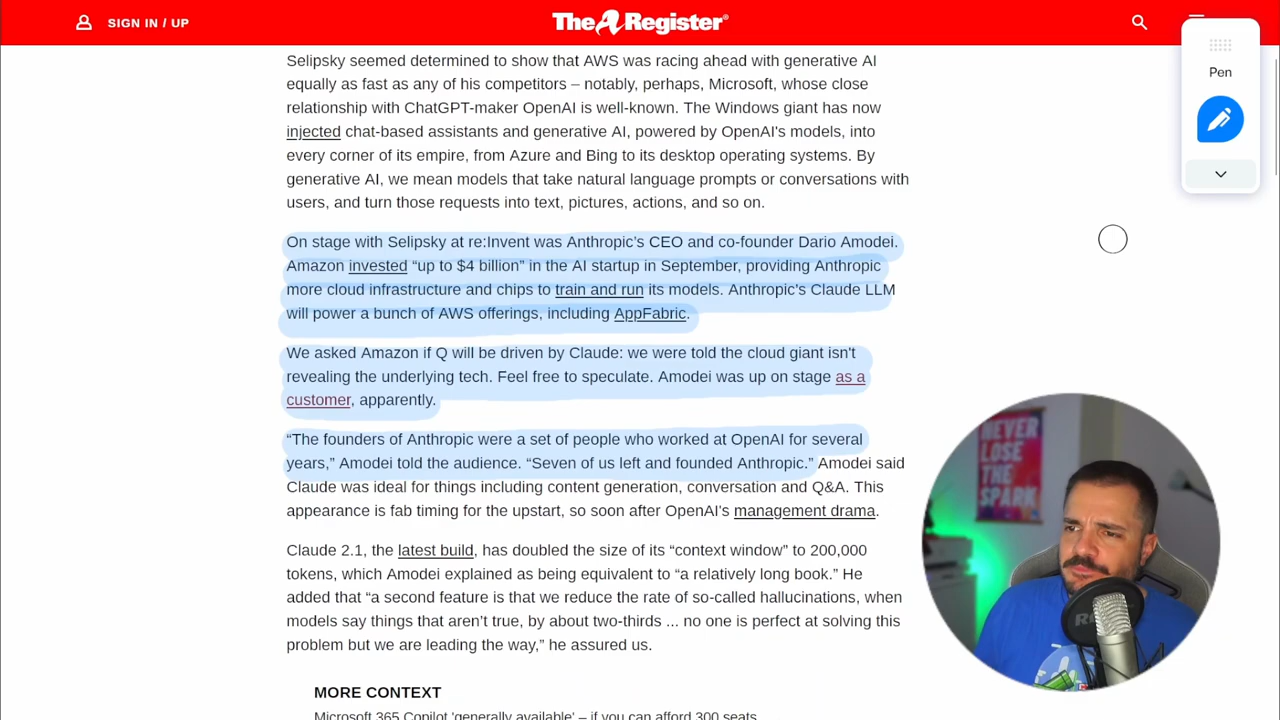 SIGN IN / UP
The Register®
Pen
Selipsky seemed determined to show that AWS was racing ahead with generative AI
equally as fast as any of his competitors – notably, perhaps, Microsoft, whose close
relationship with ChatGPT-maker OpenAI is well-known. The Windows giant has now
injected chat-based assistants and generative AI, powered by OpenAI's models, into
every corner of its empire, from Azure and Bing to its desktop operating systems. By
generative AI, we mean models that take natural language prompts or conversations with
users, and turn those requests into text, pictures, actions, and so on.
On stage with Selipsky at re:Invent was Anthropic’s CEO and co-founder Dario Amodei.
Amazon invested “up to $4 billion” in the AI startup in September, providing Anthropic
more cloud infrastructure and chips to train and run its models. Anthropic’s Claude LLM
will power a bunch of AWS offerings, including AppFabric.
We asked Amazon if Q will be driven by Claude: we were told the cloud giant isn't
revealing the underlying tech. Feel free to speculate. Amodei was up on stage as a
customer, apparently.
“The founders of Anthropic were a set of people who worked at OpenAI for several
years,” Amodei told the audience. “Seven of us left and founded Anthropic.” Amodei said
Claude was ideal for things including content generation, conversation and Q&A. This
appearance is fab timing for the upstart, so soon after OpenAI's management drama.
Claude 2.1, the latest build, has doubled the size of its “context window” to 200,000
tokens, which Amodei explained as being equivalent to “a relatively long book.” He
added that “a second feature is that we reduce the rate of so-called hallucinations, when
models say things that aren’t true, by about two-thirds ... no one is perfect at solving this
problem but we are leading the way,” he assured us.
MORE CONTEXT
Microsoft 365 Copilot 'generally available' – if you can afford 300 seats
NEVER
LOSE
THE
SPARK